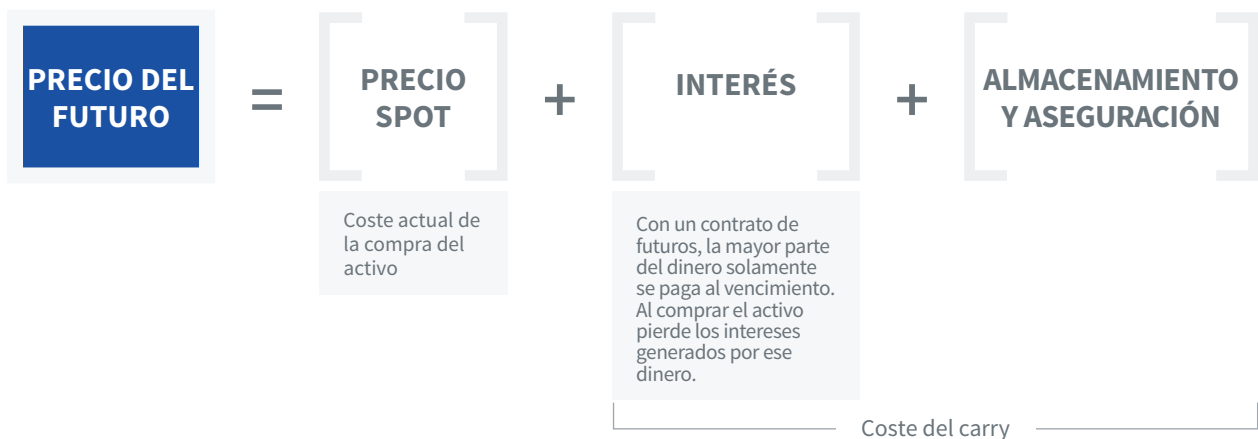 PRECIO DEL
FUTURO
=
PRECIO
SPOT
+
INTERÉS
+
ALMACENAMIENTO
Y ASEGURACIÓN
Coste actual de
la compra del
activo
Con un contrato de
futuros, la mayor parte
del dinero solamente
se paga al vencimiento.
Al comprar el activo
pierde los intereses
generados por ese
dinero.
Coste del carry